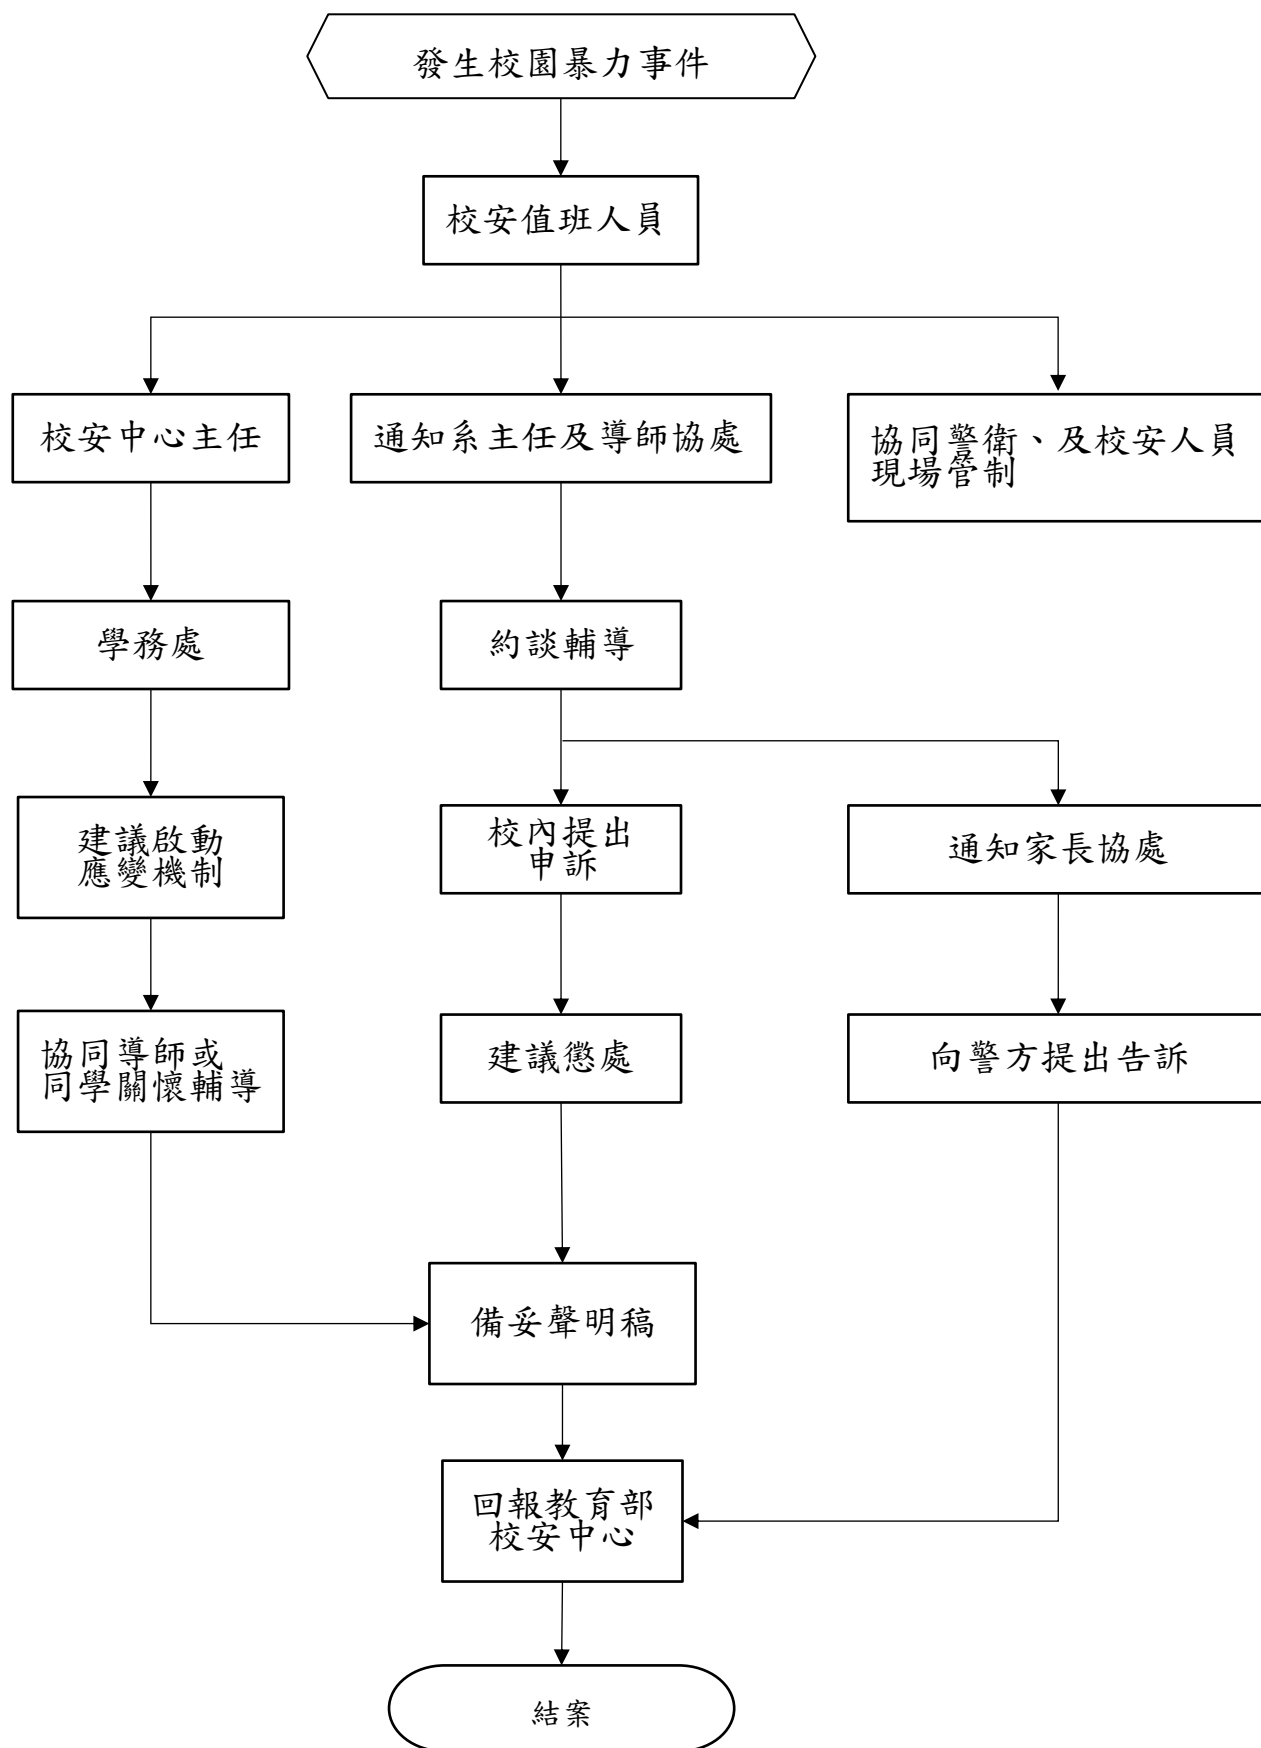 發生校園暴力事件
校安值班人員
校安中心主任
通知系主任及導師協處
協同警衛、及校安人員
現場管制
學務處
約談輔導
建議啟動
應變機制
校內提出
申訴
通知家長協處
協同導師或
同學關懷輔導
建議懲處
向警方提出告訴
備妥聲明稿
回報教育部
校安中心
結案